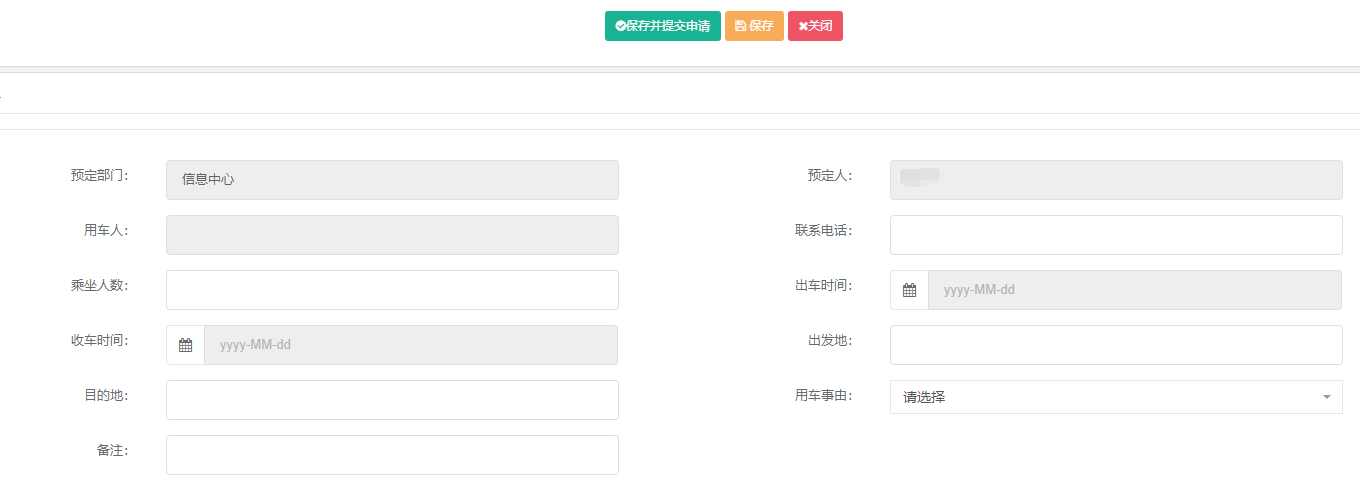 保存并提交申请 保存 关闭
预定部门： 信息中心 预定人：
用车人： 联系电话：
乘坐人数： 出车时间： yyyy-MM-dd
收车时间： yyyy-MM-dd 出发地：
目的地： 用车事由： 请选择
备注：